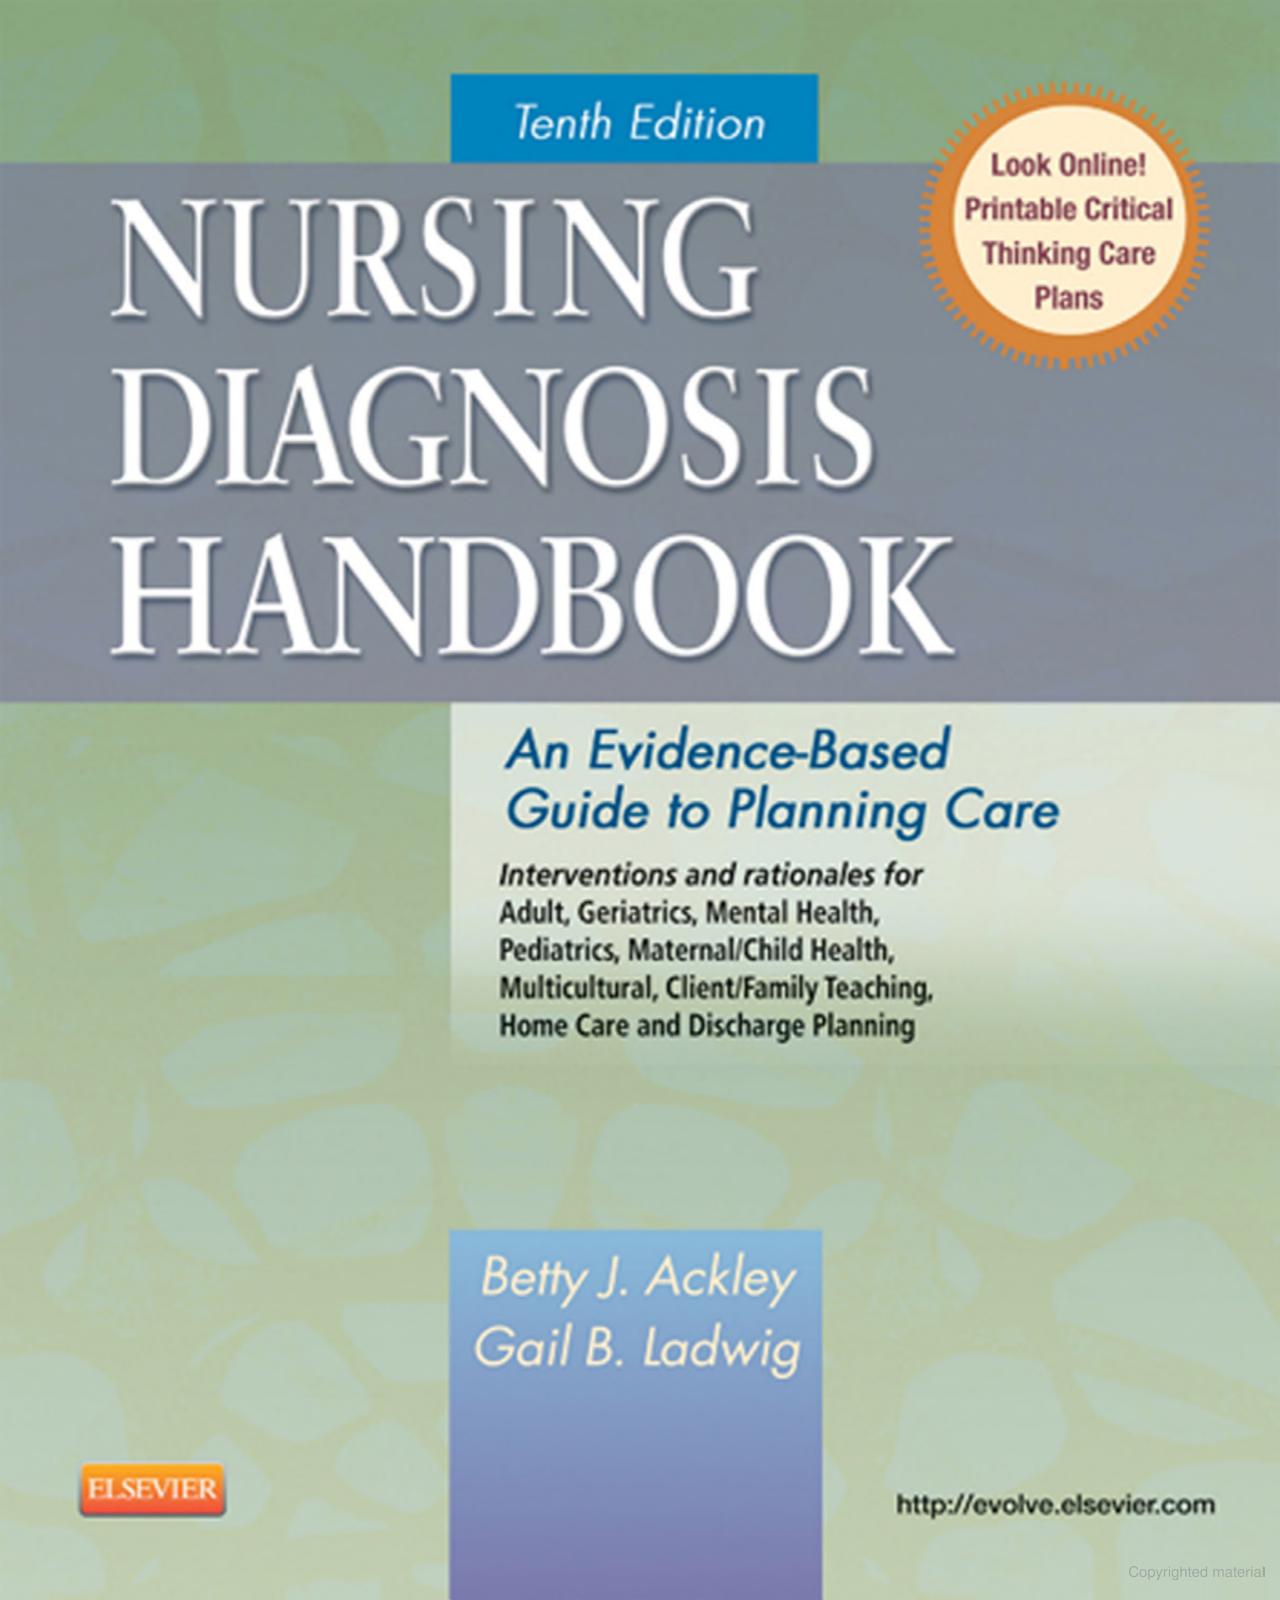 Tenth Edition
Look Online!
Printable Critical
Thinking Care
Plans
NURSING
DIAGNOSIS
HANDBOOK
An Evidence-Based
Guide to Planning Care
Interventions and rationales for
Adult, Geriatrics, Mental Health,
Pediatrics, Maternal/Child Health,
Multicultural, Client/Family Teaching,
Home Care and Discharge Planning
Betty J. Ackley
Gail B. Ladwig
ELSEVIER
http://evolve.elsevier.com
Copyrighted material